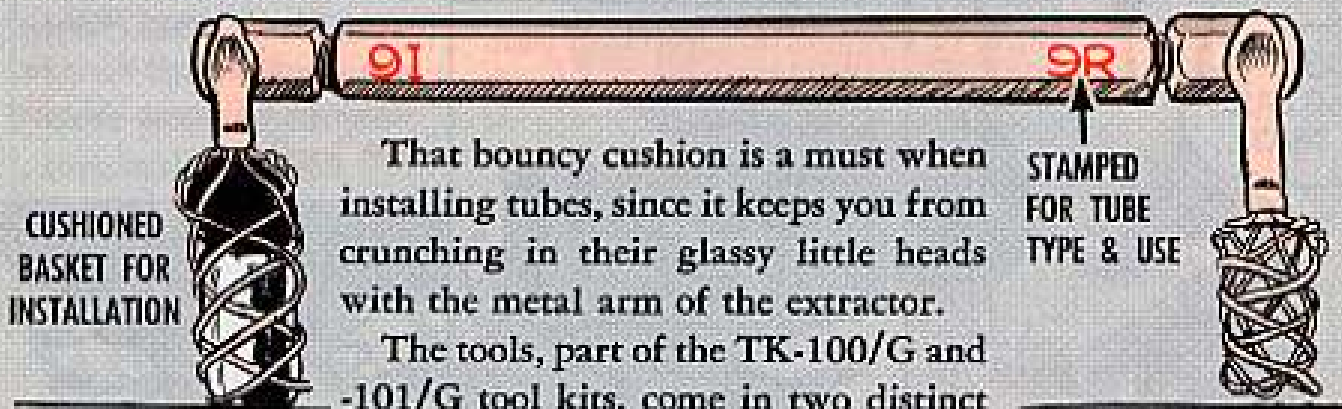 9I
9R
CUSHIONED
BASKET FOR
INSTALLATION
That bouncy cushion is a must when
installing tubes, since it keeps you from
crunching in their glassy little heads
with the metal arm of the extractor.
The tools, part of the TK-100/G and
-101/G tool kits, come in two distinct
STAMPED
FOR TUBE
TYPE & USE